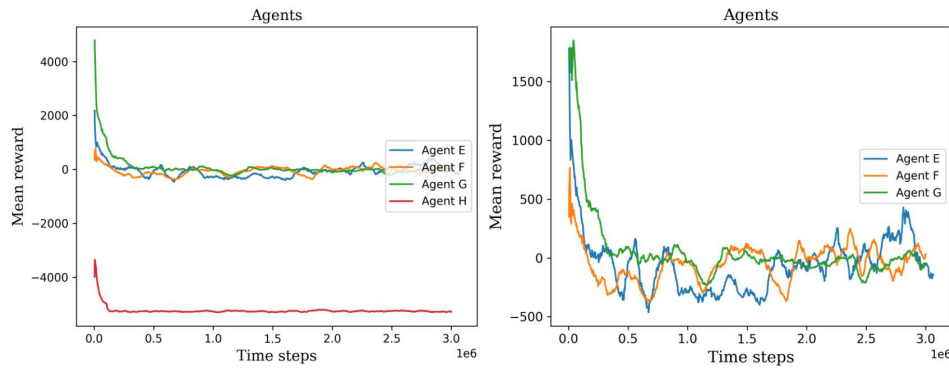 Agents
Mean reward
4000
2000
0
−2000
−4000
Agent E
Agent F
Agent G
Agent H
0.0 0.5 1.0 1.5 2.0 2.5 3.0
1e6
Time steps
Agents
Mean reward
1500
1000
500
0
−500
Agent E
Agent F
Agent G
0.0 0.5 1.0 1.5 2.0 2.5 3.0
1e6
Time steps